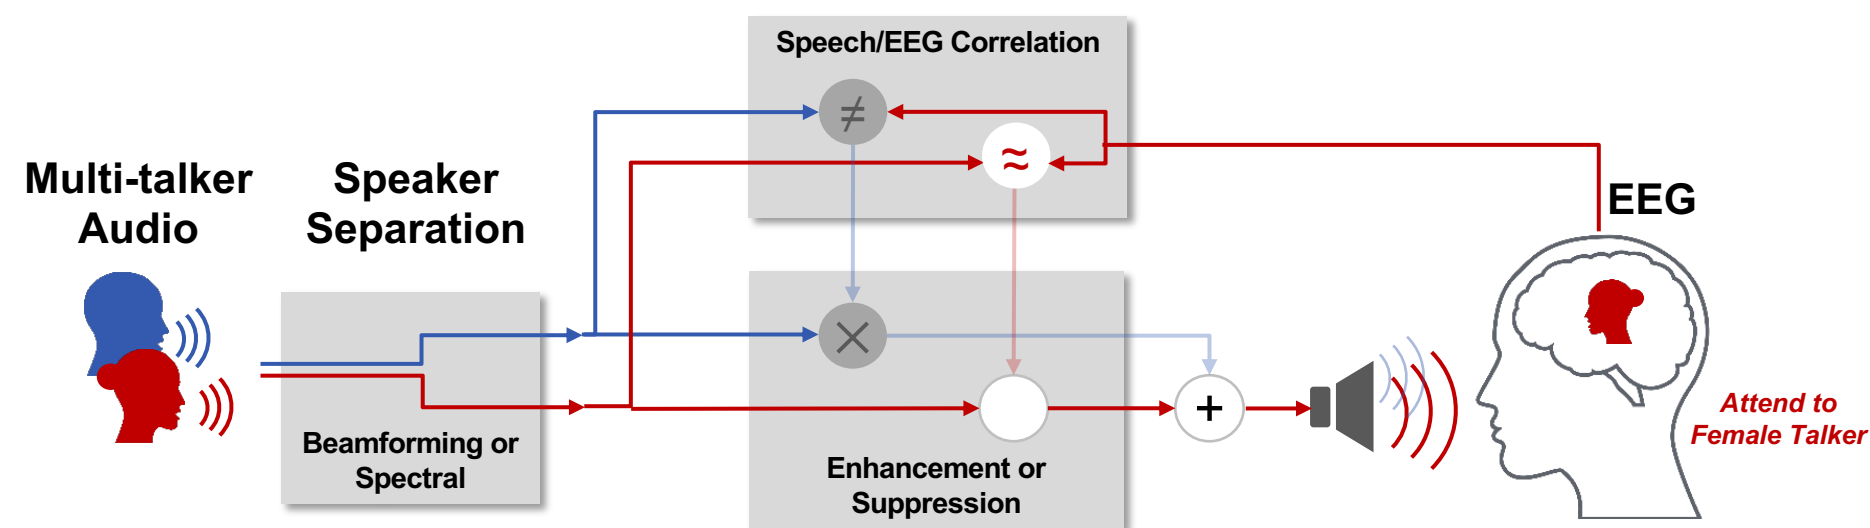 Speech/EEG Correlation
≠
≈
Multi-talker
Audio
Speaker
Separation
EEG
×
+
Beamforming or
Spectral
Enhancement or
Suppression
Attend to
Female Talker